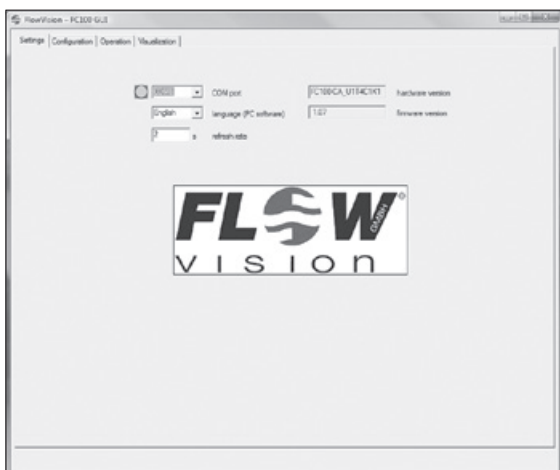 FlowVision - FC100 GUI
Settings Configuration Operation Visualization
COM port hardware version
English language (PC software) 1.07 firmware version
2 s refresh rate
FLOW GMBH ®
vision